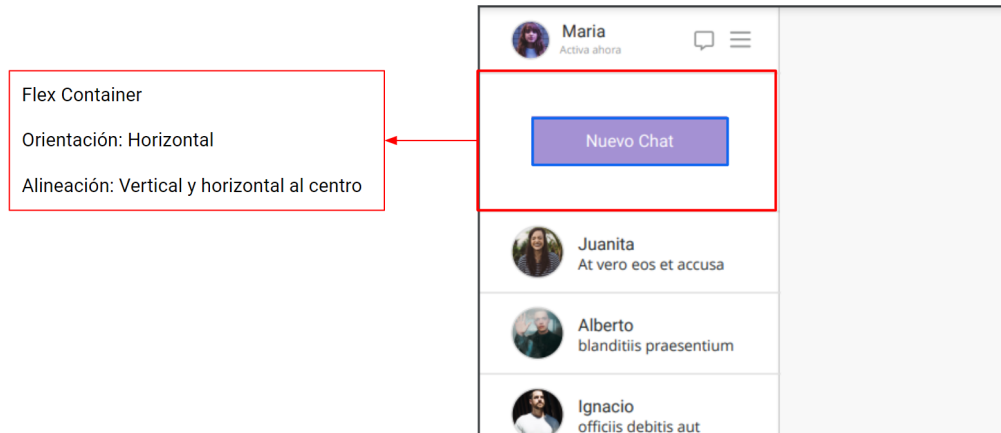 Maria
Activa ahora
Flex Container
Orientación: Horizontal
Alineación: Vertical y horizontal al centro
Nuevo Chat
Juanita
At vero eos et accusa
Alberto
blanditiis praesentium
Ignacio
officiis debitis aut